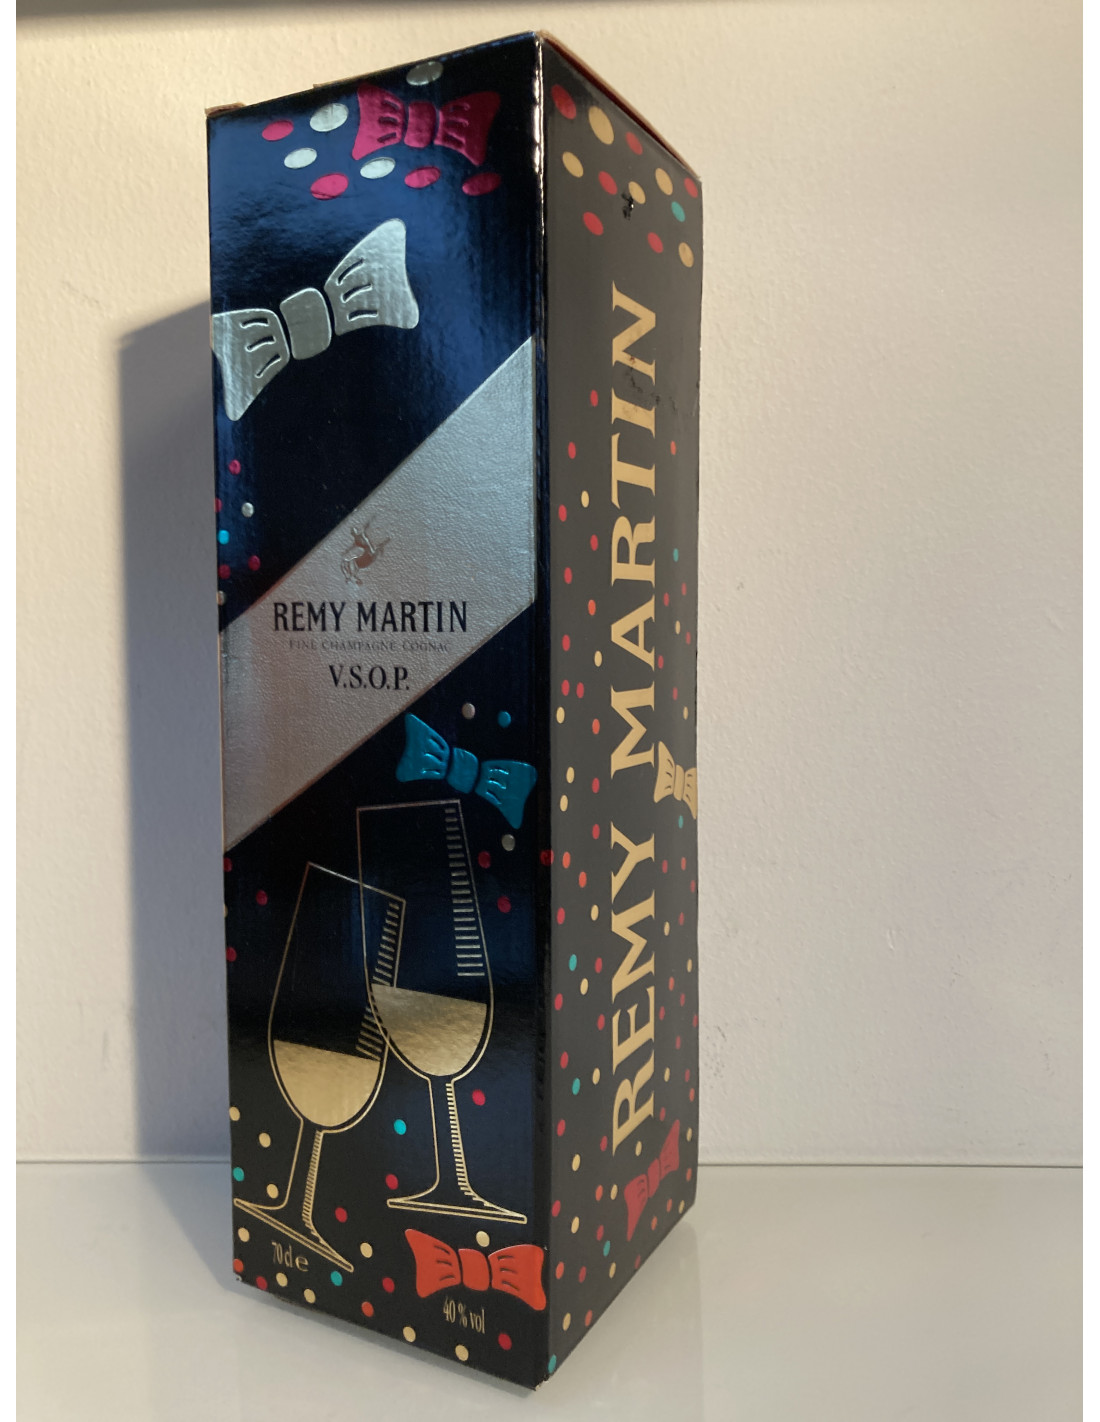 REMY MARTIN
FINE CHAMPAGNE COGNAC
V.S.O.P.
70 cl e
40 % vol
REMY MARTIN